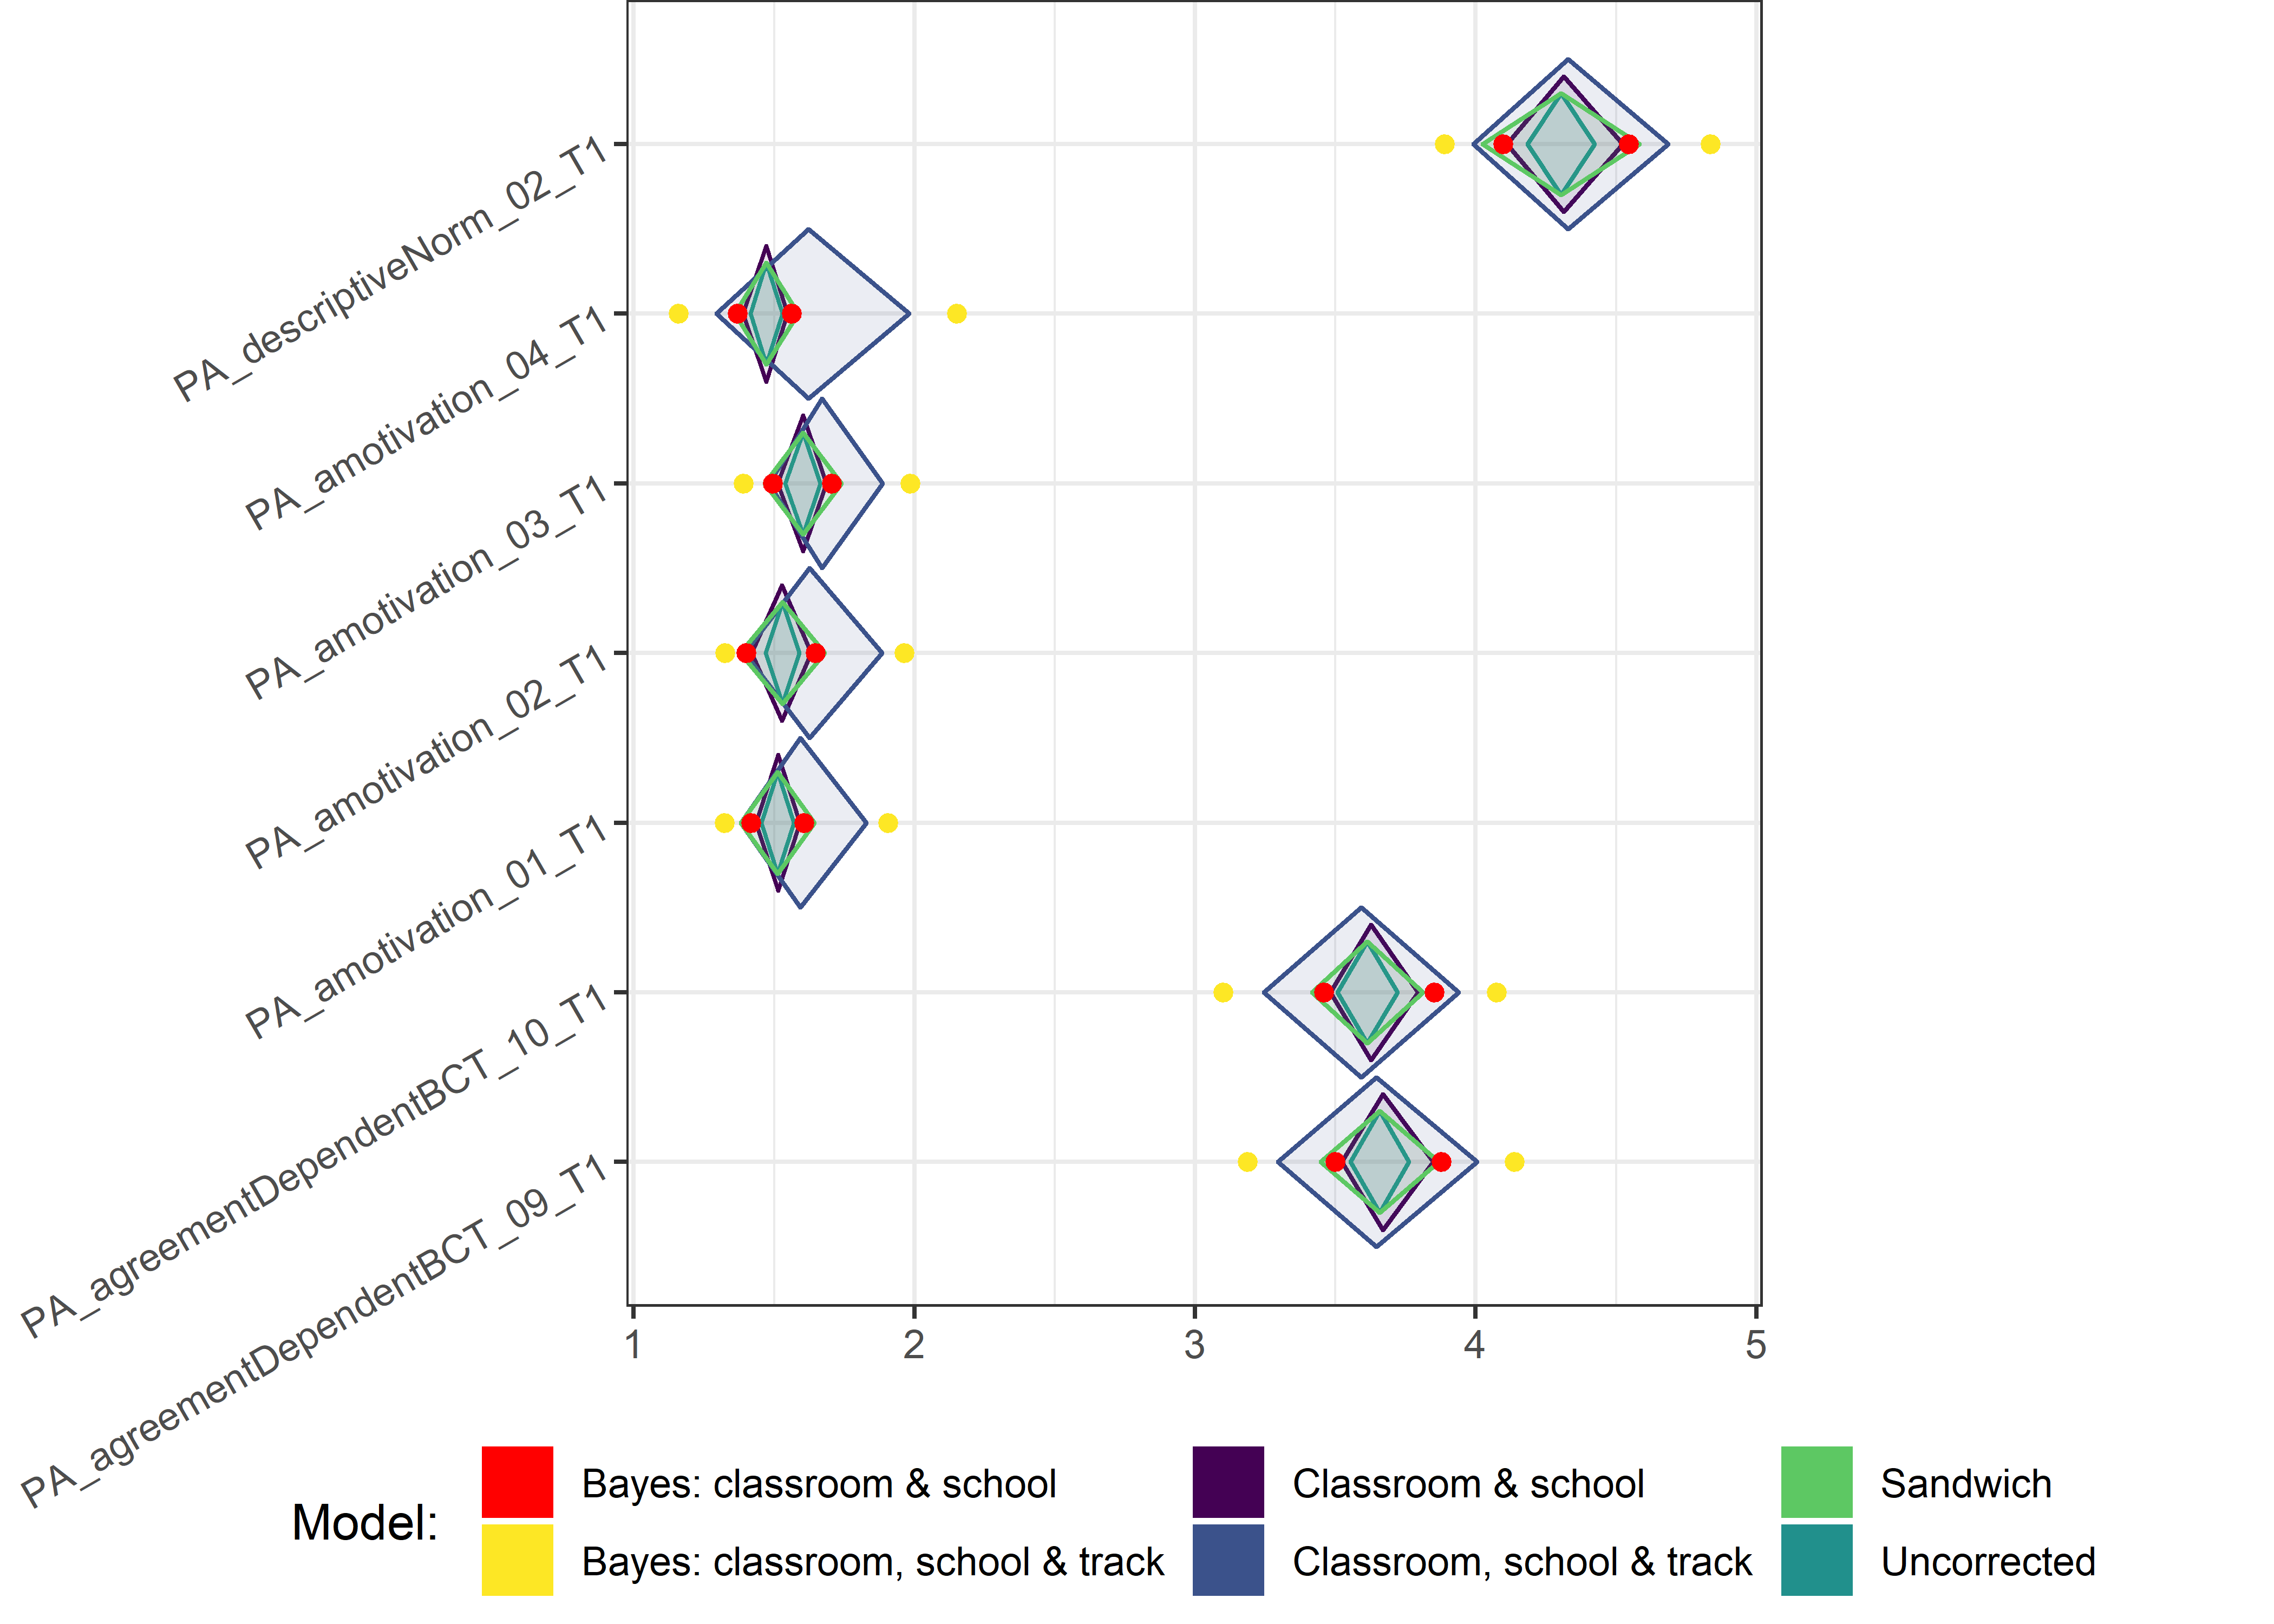 PA_descriptiveNorm_02_T1
PA_amotivation_04_T1
PA_amotivation_03_T1
PA_amotivation_02_T1
PA_amotivation_01_T1
PA_agreementDependentBCT_10_T1
PA_agreementDependentBCT_09_T1
1 2 3 4 5
Model:
Bayes: classroom & school
Bayes: classroom, school & track
Classroom & school
Classroom, school & track
Sandwich
Uncorrected